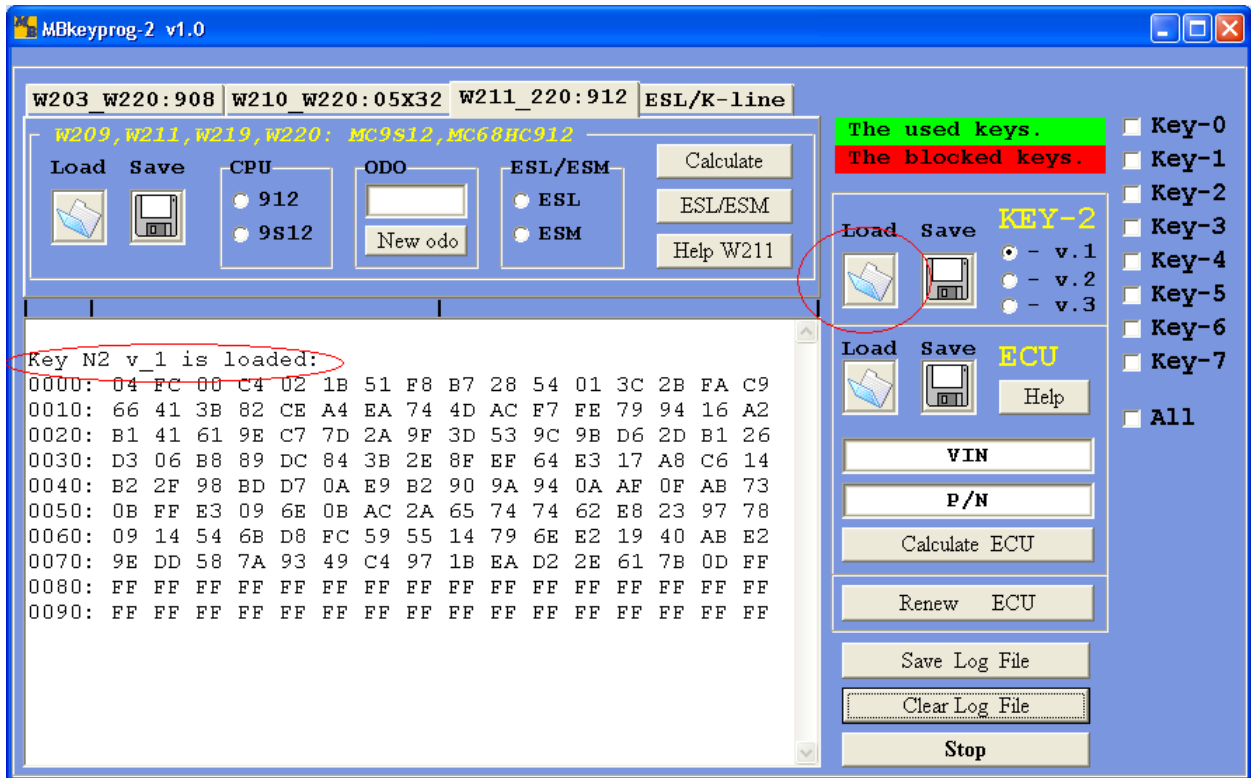 MBkeyprog-2 v1.0
W203_W220:908 W210_W220:05X32 W211_220:912 ESL/K-line
W209,W211,W219,W220: MC9S12,MC68HC912
Load Save CPU ODO ESL/ESM Calculate
912 ESL ESL/ESM
9S12 New odo ESM Help W211
The used keys.
The blocked keys.
Key-0
Key-1
Key-2
Key-3
Key-4
Key-5
Key-6
Key-7
All
KEY-2
Load Save
- v.1
- v.2
- v.3
Load Save ECU
Help
VIN
P/N
Calculate ECU
Renew ECU
Save Log File
Clear Log File
Stop
Key N2 v_1 is loaded:
0000: 04 FC 00 C4 02 1B 51 F8 B7 28 54 01 3C 2B FA C9
0010: 66 41 3B 82 CE A4 EA 74 4D AC F7 FE 79 94 16 A2
0020: B1 41 61 9E C7 7D 2A 9F 3D 53 9C 9B D6 2D B1 26
0030: D3 06 B8 89 DC 84 3B 2E 8F EF 64 E3 17 A8 C6 14
0040: B2 2F 98 BD D7 0A E9 B2 90 9A 94 0A AF 0F AB 73
0050: 0B FF E3 09 6E 0B AC 2A 65 74 74 62 E8 23 97 78
0060: 09 14 54 6B D8 FC 59 55 14 79 6E E2 19 40 AB E2
0070: 9E DD 58 7A 93 49 C4 97 1B EA D2 2E 61 7B 0D FF
0080: FF FF FF FF FF FF FF FF FF FF FF FF FF FF FF FF
0090: FF FF FF FF FF FF FF FF FF FF FF FF FF FF FF FF